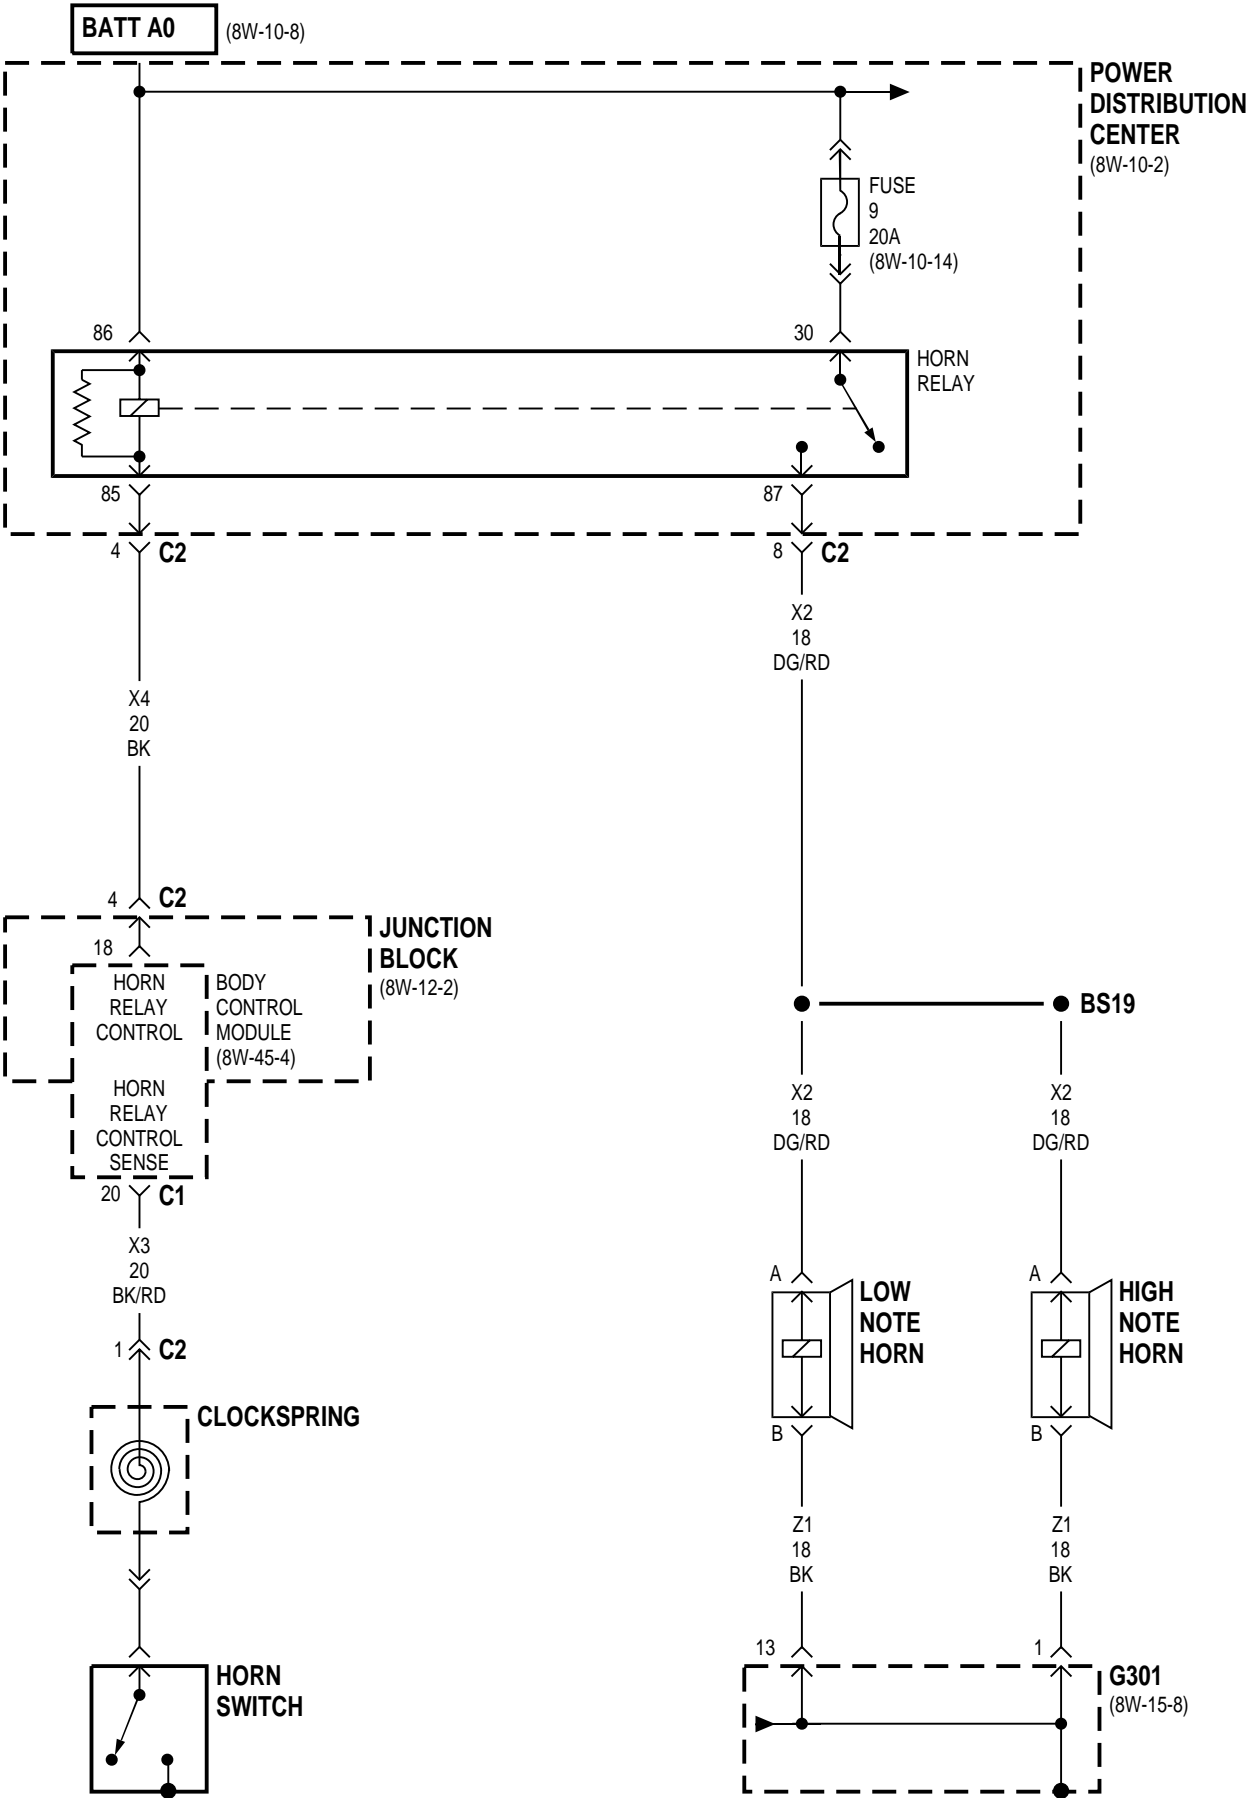 BATT A0 (8W-10-8)
POWER
DISTRIBUTION
CENTER
(8W-10-2)
FUSE
9
20A
(8W-10-14)
86
30
HORN
RELAY
85
87
4 C2
8 C2
X2
18
DG/RD
X4
20
BK
4 C2
JUNCTION
BLOCK
(8W-12-2)
18
HORN
RELAY
CONTROL
BODY
CONTROL
MODULE
(8W-45-4)
HORN
RELAY
CONTROL
SENSE
20 C1
X3
20
BK/RD
1 C2
CLOCKSPRING
HORN
SWITCH
BS19
X2
18
DG/RD
X2
18
DG/RD
A
LOW
NOTE
HORN
B
A
HIGH
NOTE
HORN
B
Z1
18
BK
Z1
18
BK
13
1
G301
(8W-15-8)